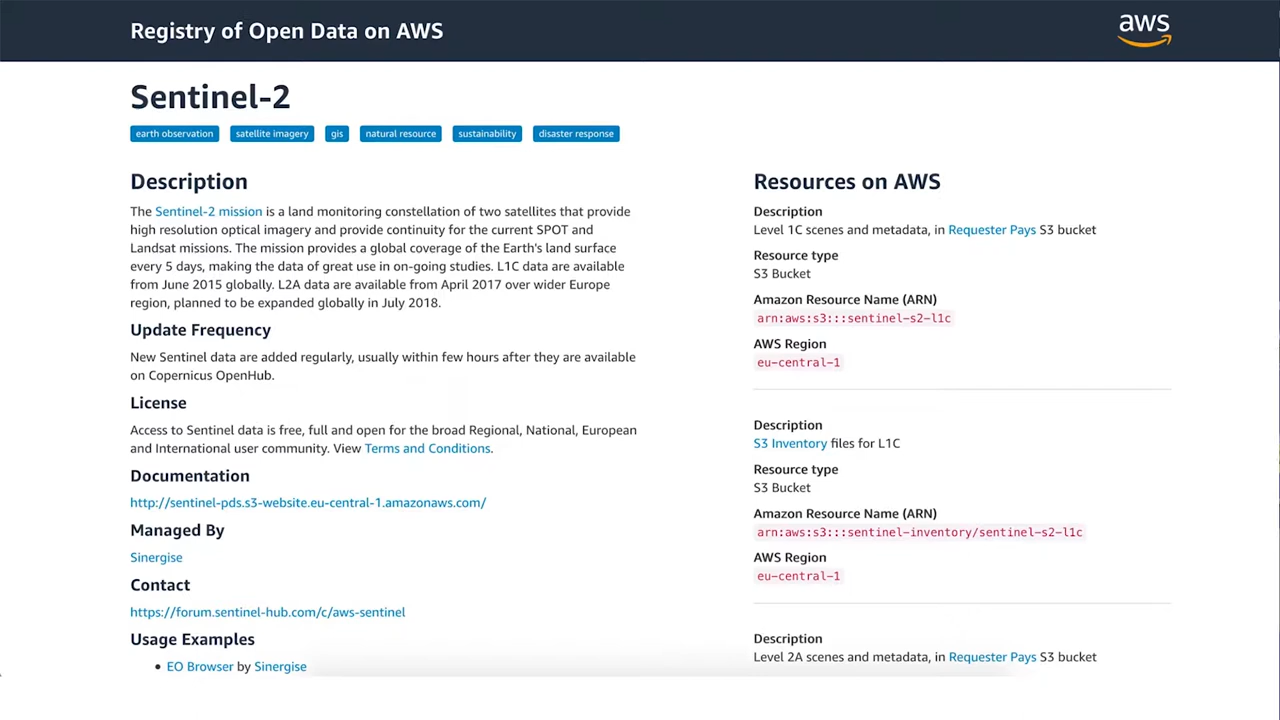 Registry of Open Data on AWS
aws
Sentinel-2
earth observation
satellite imagery
gis
natural resource
sustainability
disaster response
Description
The Sentinel-2 mission is a land monitoring constellation of two satellites that provide
high resolution optical imagery and provide continuity for the current SPOT and
Landsat missions. The mission provides a global coverage of the Earth's land surface
every 5 days, making the data of great use in on-going studies. L1C data are available
from June 2015 globally. L2A data are available from April 2017 over wider Europe
region, planned to be expanded globally in July 2018.
Update Frequency
New Sentinel data are added regularly, usually within few hours after they are available
on Copernicus OpenHub.
License
Access to Sentinel data is free, full and open for the broad Regional, National, European
and International user community. View Terms and Conditions.
Documentation
http://sentinel-pds.s3-website.eu-central-1.amazonaws.com/
Managed By
Sinergise
Contact
https://forum.sentinel-hub.com/c/aws-sentinel
Usage Examples
• EO Browser by Sinergise
Resources on AWS
Description
Level 1C scenes and metadata, in Requester Pays S3 bucket
Resource type
S3 Bucket
Amazon Resource Name (ARN)
arn:aws:s3:::sentinel-s2-l1c
AWS Region
eu-central-1
Description
S3 Inventory files for L1C
Resource type
S3 Bucket
Amazon Resource Name (ARN)
arn:aws:s3:::sentinel-inventory/sentinel-s2-l1c
AWS Region
eu-central-1
Description
Level 2A scenes and metadata, in Requester Pays S3 bucket